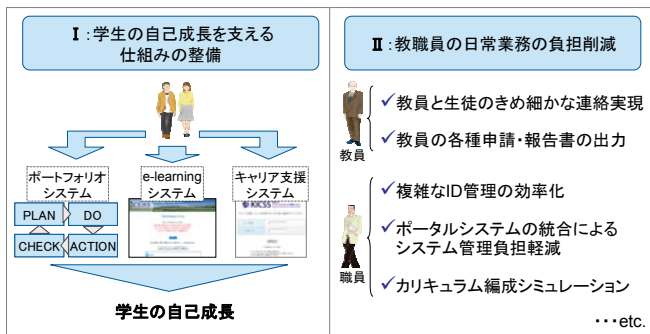 Ⅰ:学生の自己成長を支える
仕組みの整備
ポートフォリオ
システム
e-learning
システム
キャリア支援
システム
PLAN
DO
CHECK
ACTION
KICSS
学生の自己成長
Ⅱ:教職員の日常業務の負担削減
教員
✓教員と生徒のきめ細かな連絡実現
✓教員の各種申請・報告書の出力
職員
✓複雑なID管理の効率化
✓ポータルシステムの統合による
システム管理負担軽減
✓カリキュラム編成シミュレーション
・・・etc.